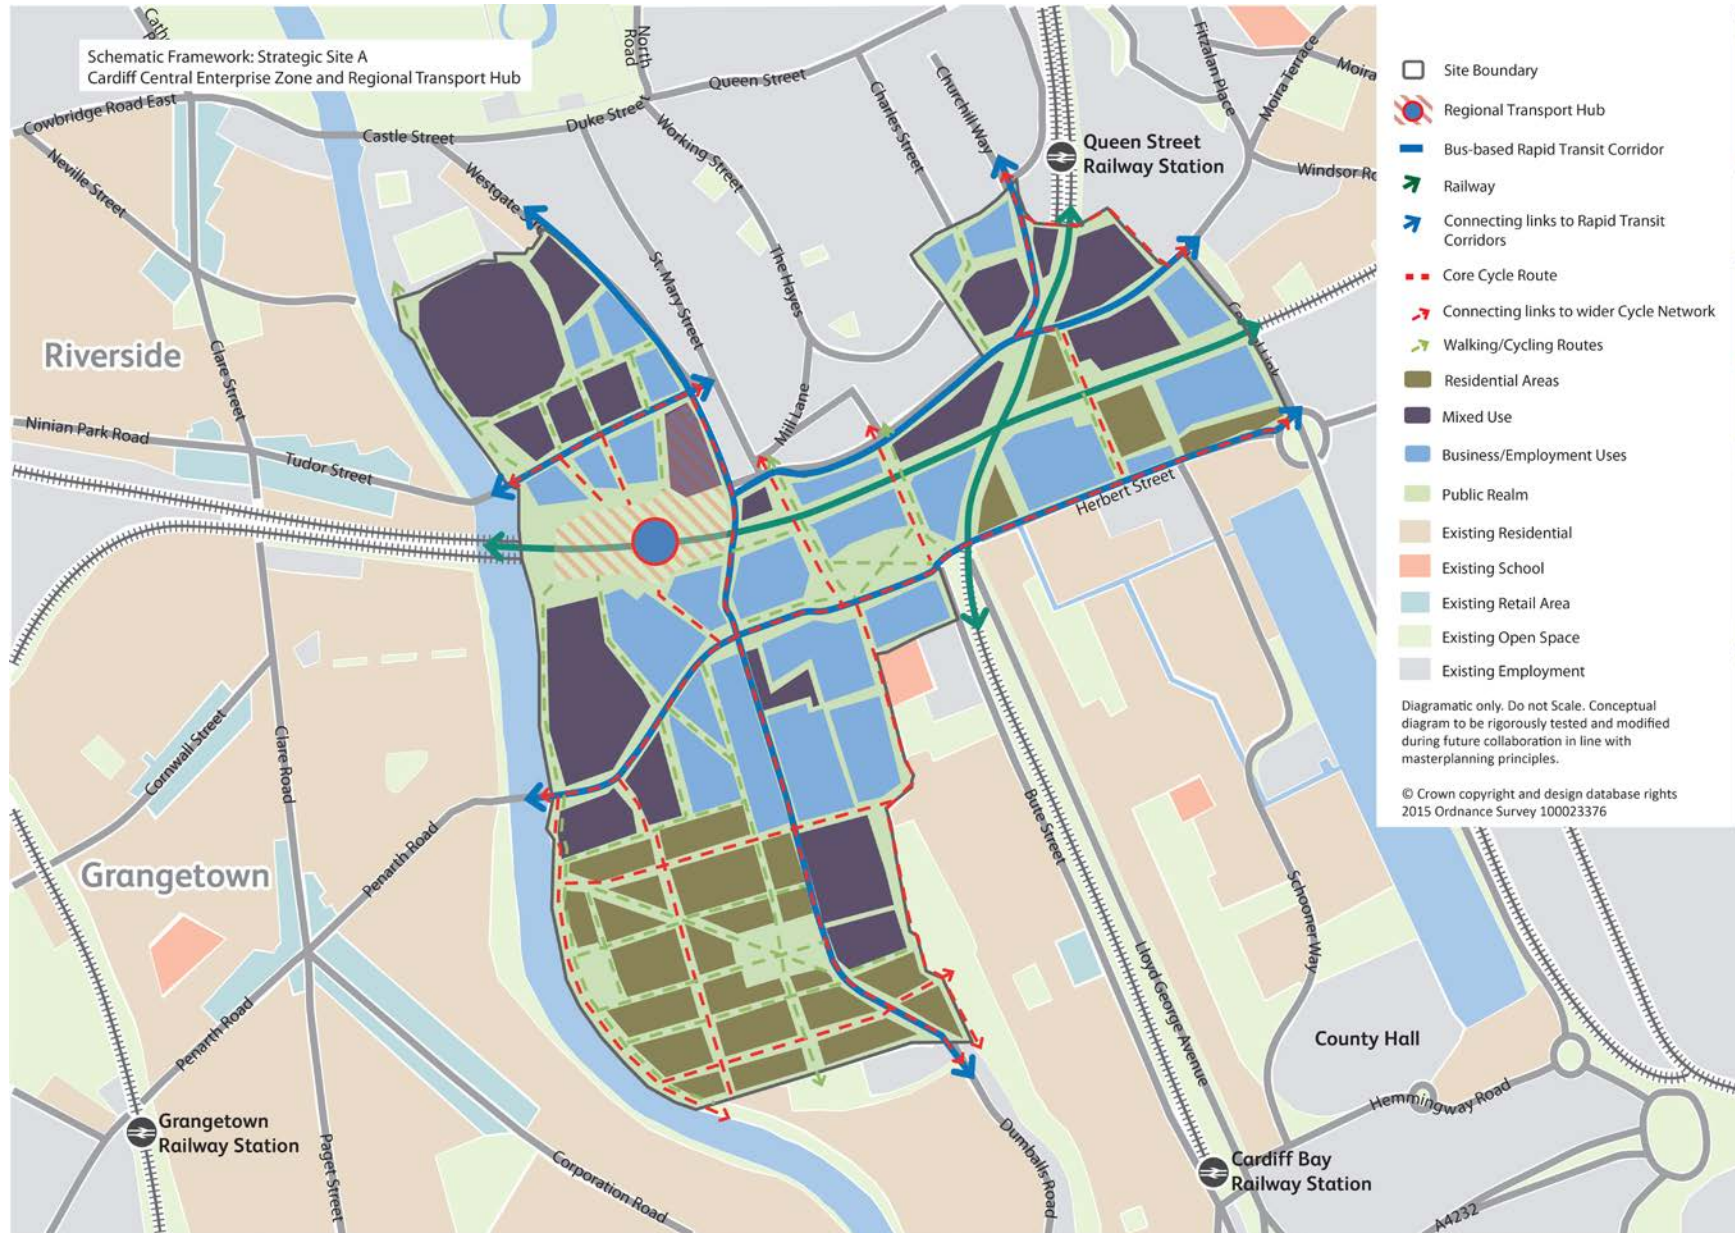 Schematic Framework: Strategic Site A
Cardiff Central Enterprise Zone and Regional Transport Hub
North
Road
Queen Street
Churchill Way
Charles Street
Fitzalan Place
Moira Terrace
Moira
Cowbridge Road East
Castle Street
Duke Street
Working Street
Queen Street
Railway Station
Windsor
Neville Street
Westgate
St. Mary Street
The Hayes
Riverside
Clare Street
Mill Lane
Link
Ninian Park Road
Tudor Street
Herbert Street
Cornwall Street
Clare Road
Penarth Road
Grangetown
Bute Street
Lloyd George Avenue
Schooner Way
County Hall
Penarth Road
Hemmingway Road
Grangetown
Railway Station
Paget Street
Corporation Road
Dumballs Road
Cardiff Bay
Railway Station
A4232
Site Boundary
Regional Transport Hub
Bus-based Rapid Transit Corridor
Railway
Connecting links to Rapid Transit
Corridors
Core Cycle Route
Connecting links to wider Cycle Network
Walking/Cycling Routes
Residential Areas
Mixed Use
Business/Employment Uses
Public Realm
Existing Residential
Existing School
Existing Retail Area
Existing Open Space
Existing Employment
Diagramatic only. Do not Scale. Conceptual
diagram to be rigorously tested and modified
during future collaboration in line with
masterplanning principles.
© Crown copyright and design database rights
2015 Ordnance Survey 100023376